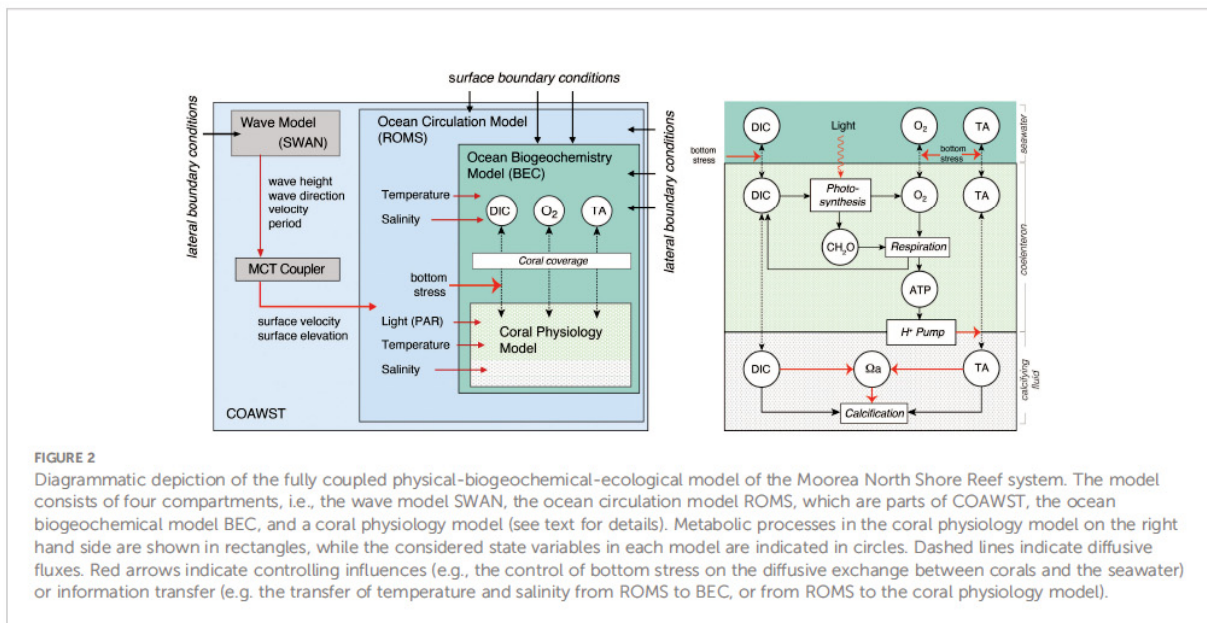 surface boundary conditions
lateral boundary conditions
Wave Model
(SWAN)
wave height
wave direction
velocity
period
MCT Coupler
surface velocity
surface elevation
COAWST
Ocean Circulation Model
(ROMS)
Ocean Biogeochemistry
Model (BEC)
Temperature
Salinity
DIC
O₂
TA
Coral coverage
bottom
stress
Light (PAR)
Temperature
Salinity
Coral Physiology
Model
lateral boundary conditions
lateral boundary conditions
DIC
Light
O₂
TA
seawater
bottom
stress
bottom
stress
DIC
Photo-
synthesis
O₂
TA
CH₂O
Respiration
coelenteron
ATP
H⁺ Pump
DIC
Ωa
TA
calcifying
fluid
Calcification
FIGURE 2
Diagrammatic depiction of the fully coupled physical-biogeochemical-ecological model of the Moorea North Shore Reef system. The model
consists of four compartments, i.e., the wave model SWAN, the ocean circulation model ROMS, which are parts of COAWST, the ocean
biogeochemical model BEC, and a coral physiology model (see text for details). Metabolic processes in the coral physiology model on the right
hand side are shown in rectangles, while the considered state variables in each model are indicated in circles. Dashed lines indicate diffusive
fluxes. Red arrows indicate controlling influences (e.g., the control of bottom stress on the diffusive exchange between corals and the seawater)
or information transfer (e.g. the transfer of temperature and salinity from ROMS to BEC, or from ROMS to the coral physiology model).